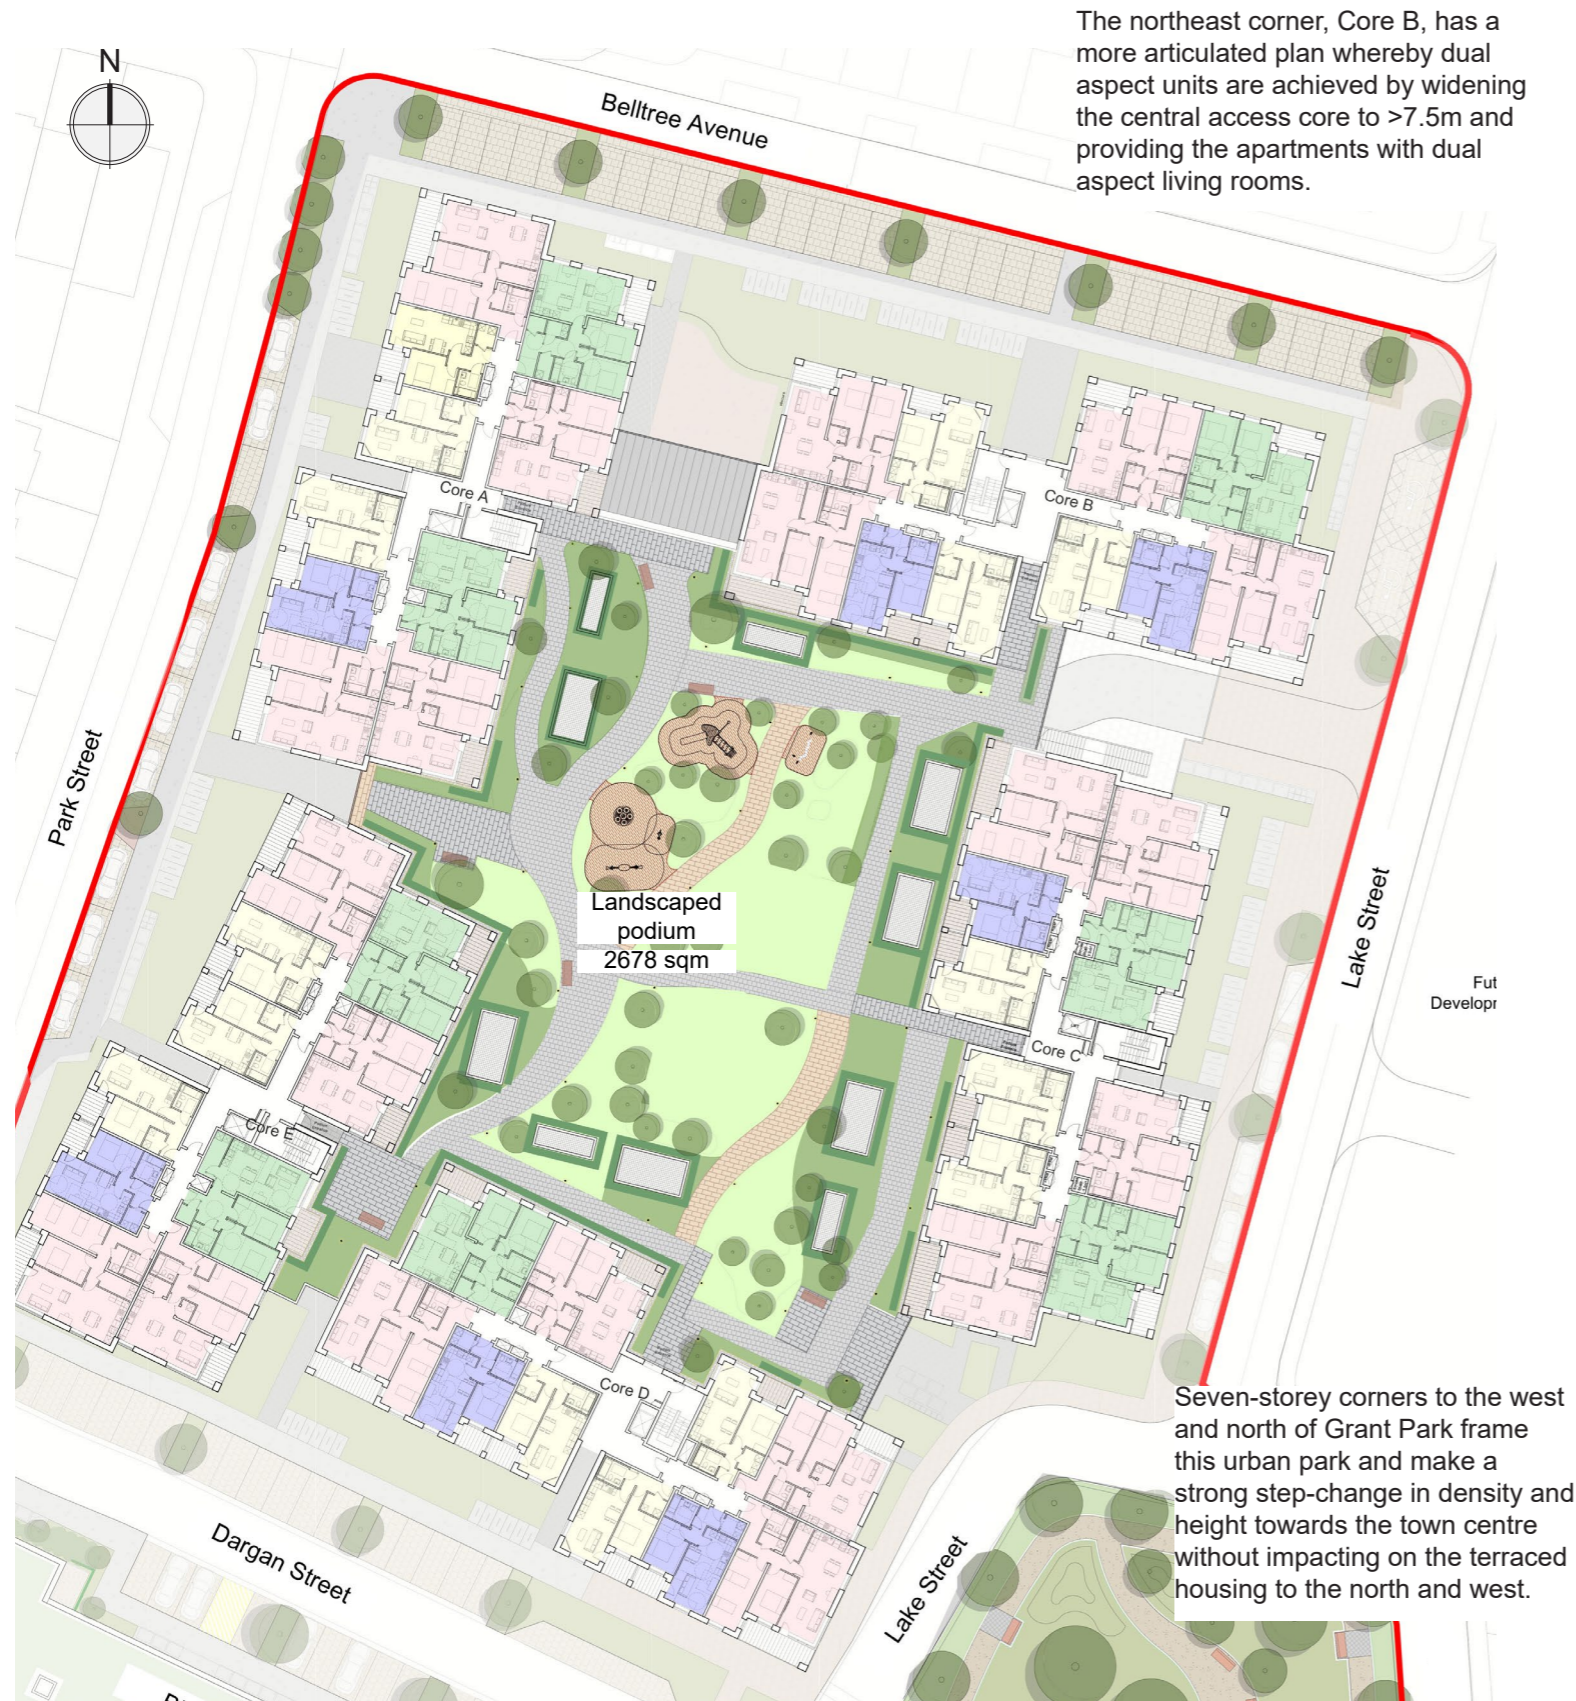 The northeast corner, Core B, has a
more articulated plan whereby dual
aspect units are achieved by widening
the central access core to >7.5m and
providing the apartments with dual
aspect living rooms.
N
Belltree Avenue
Core A
Core B
Park Street
Landscaped
podium
2678 sqm
Lake Street
Fut
Developr
Core C
Core E
Core D
Seven-storey corners to the west
and north of Grant Park frame
this urban park and make a
strong step-change in density and
height towards the town centre
without impacting on the terraced
housing to the north and west.
Dargan Street
Lake Street